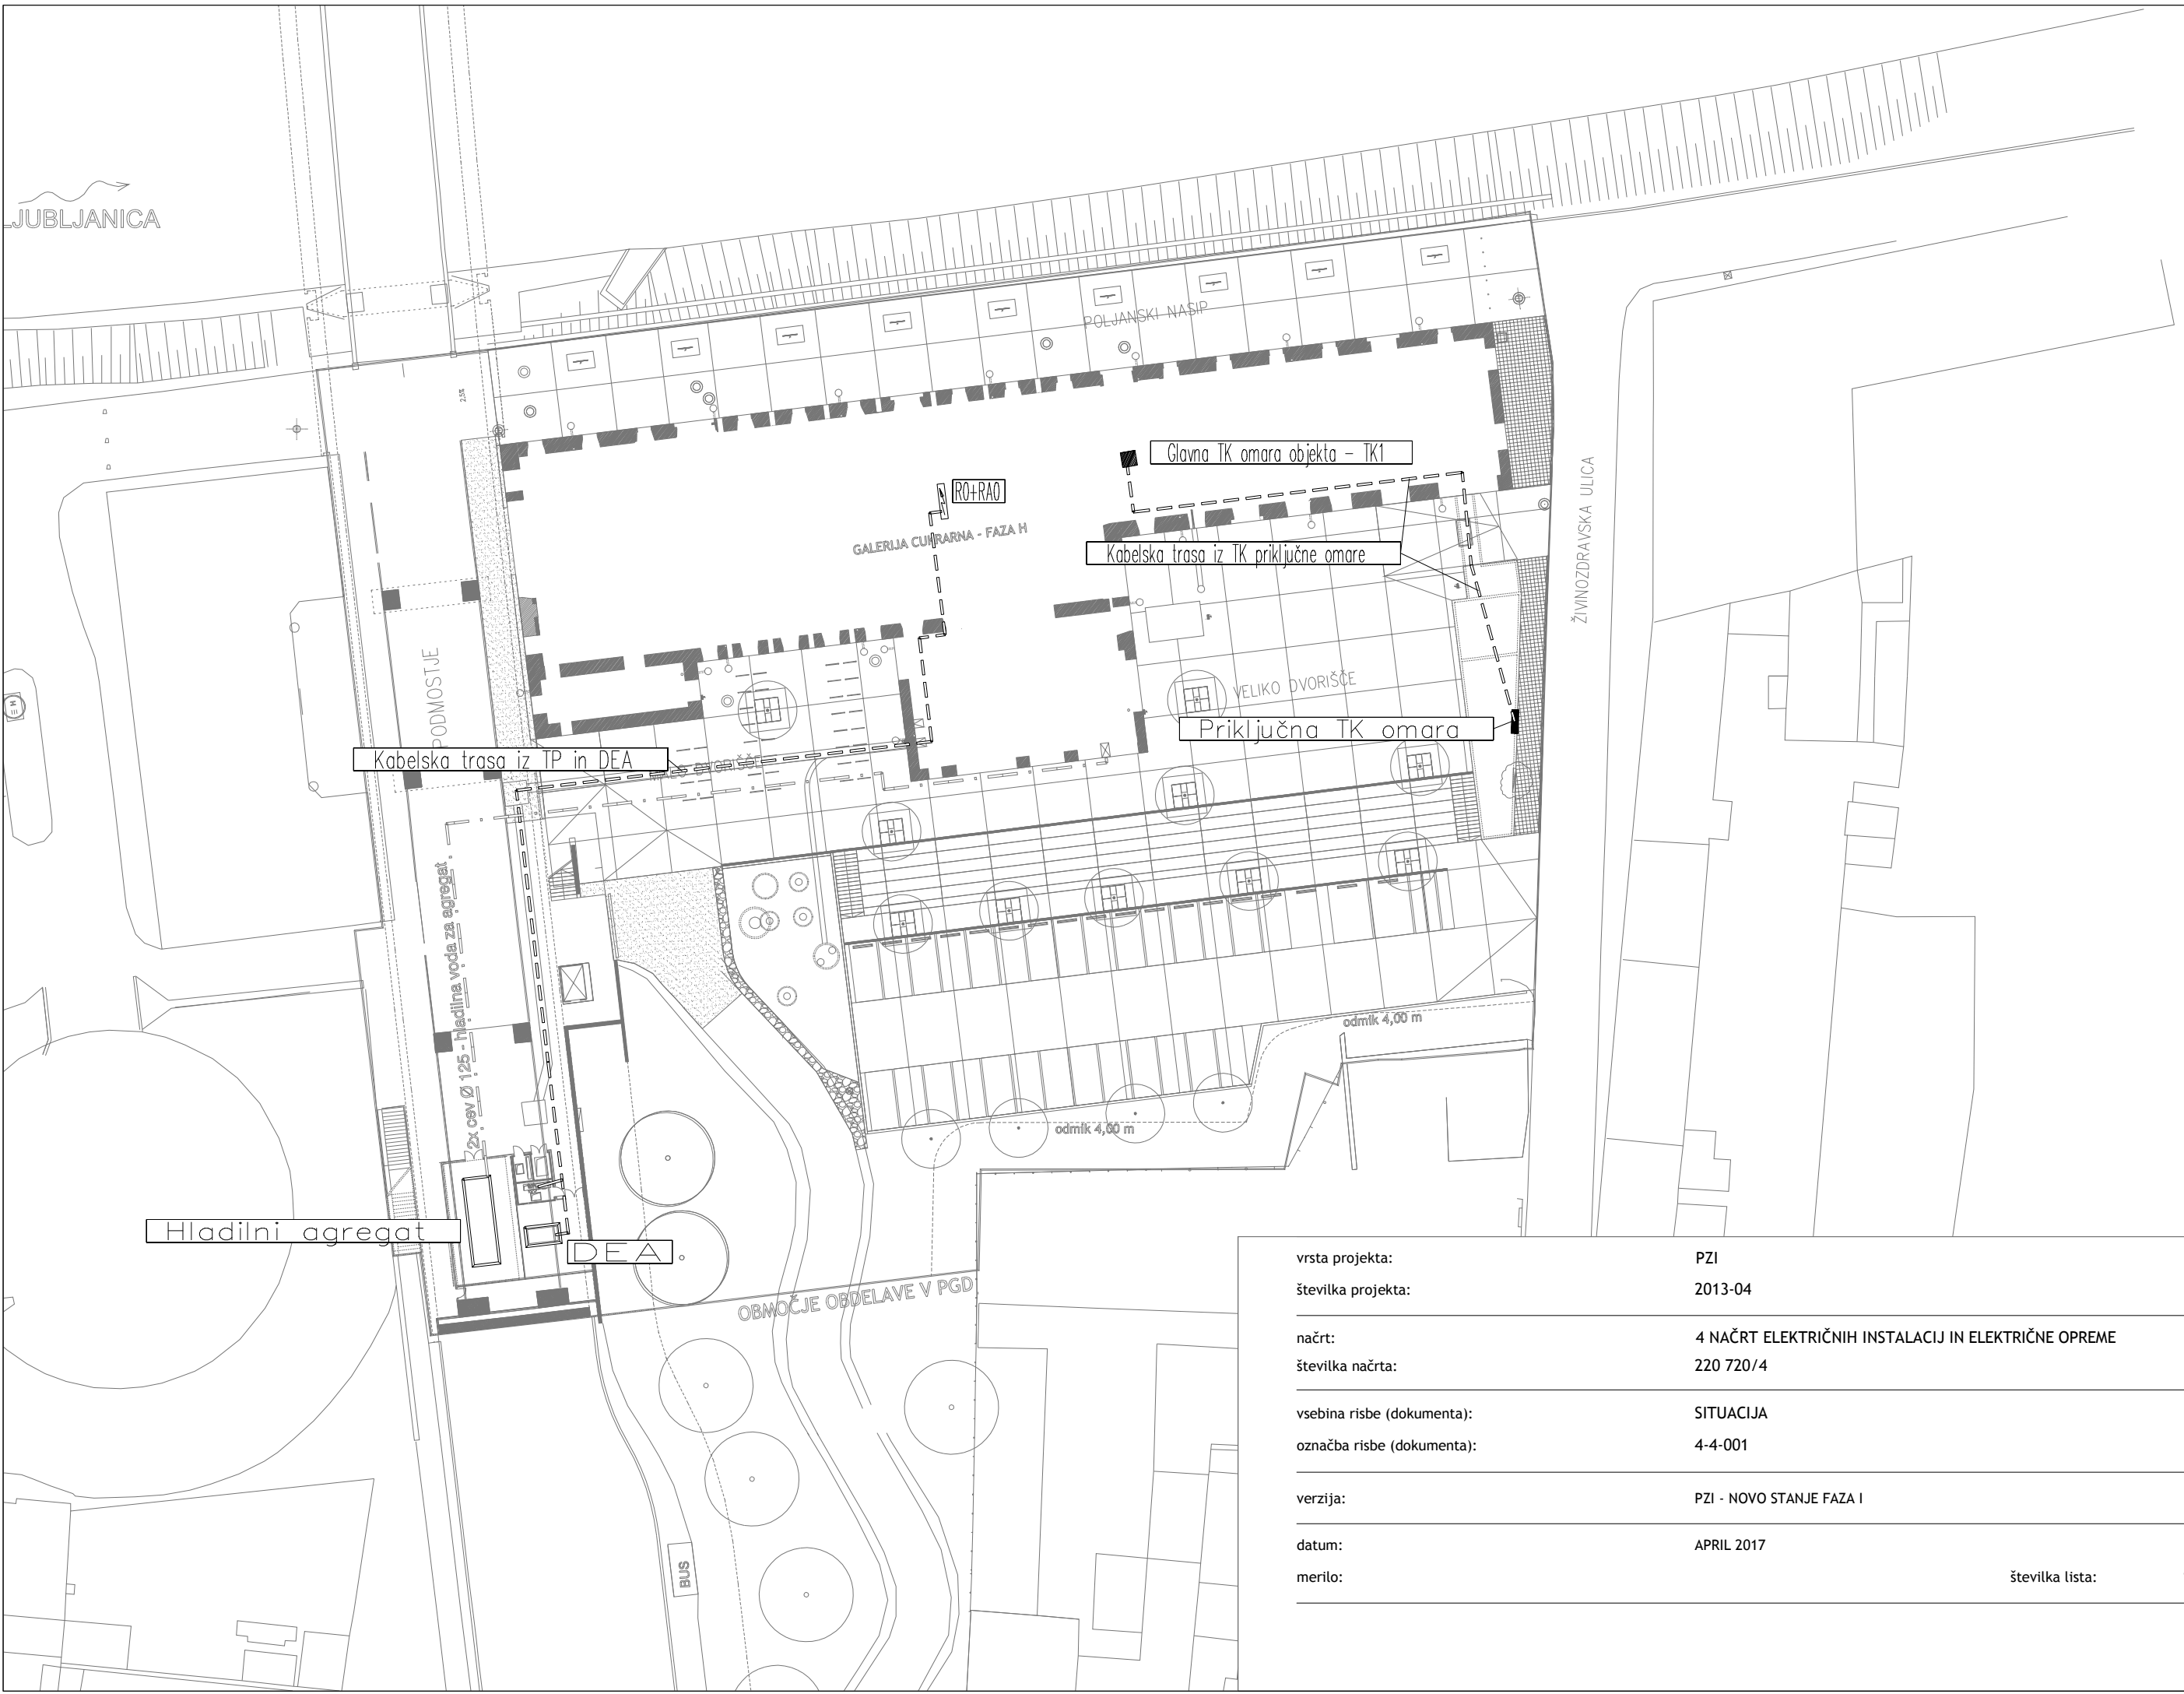 LJUBLJANICA
2,5%
POLJANSKI NASIP
Glavna TK omara objekta - TK1
RO+RAO
GALERIJA CUKRARNA - FAZA H
Kabelska trasa iz TK priključne omare
ŽIVINOZDRAVSKA ULICA
PODMOSTJE
VELIKO DVORIŠČE
Priključna TK omara
Kabelska trasa iz TP in DEA
MALO DVORIŠČE
H
2x cev Ø 125 - hladilna voda za agregat
odmik 4,00 m
odmik 4,00 m
Hladilni agregat
DEA
OBMOČJE OBDELAVE V PGD
BUS
vrsta projekta: PZI
številka projekta: 2013-04
načrt: 4 NAČRT ELEKTRIČNIH INSTALACIJ IN ELEKTRIČNE OPREME
številka načrta: 220 720/4
vsebina risbe (dokumenta): SITUACIJA
označba risbe (dokumenta): 4-4-001
verzija: PZI - NOVO STANJE FAZA I
datum: APRIL 2017
merilo: številka lista: